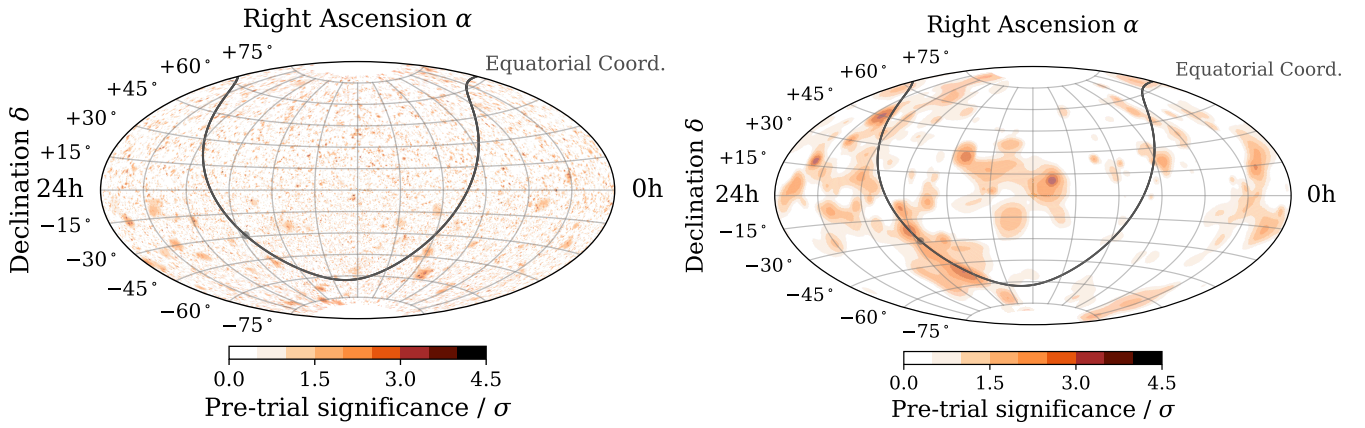 Right Ascension α
Equatorial Coord.
Declination δ
+75°
+60°
+45°
+30°
+15°
24h
0h
−15°
−30°
−45°
−60°
−75°
0.0 1.5 3.0 4.5
Pre-trial significance / σ
Right Ascension α
Equatorial Coord.
Declination δ
+75°
+60°
+45°
+30°
+15°
24h
0h
−15°
−30°
−45°
−60°
−75°
0.0 1.5 3.0 4.5
Pre-trial significance / σ